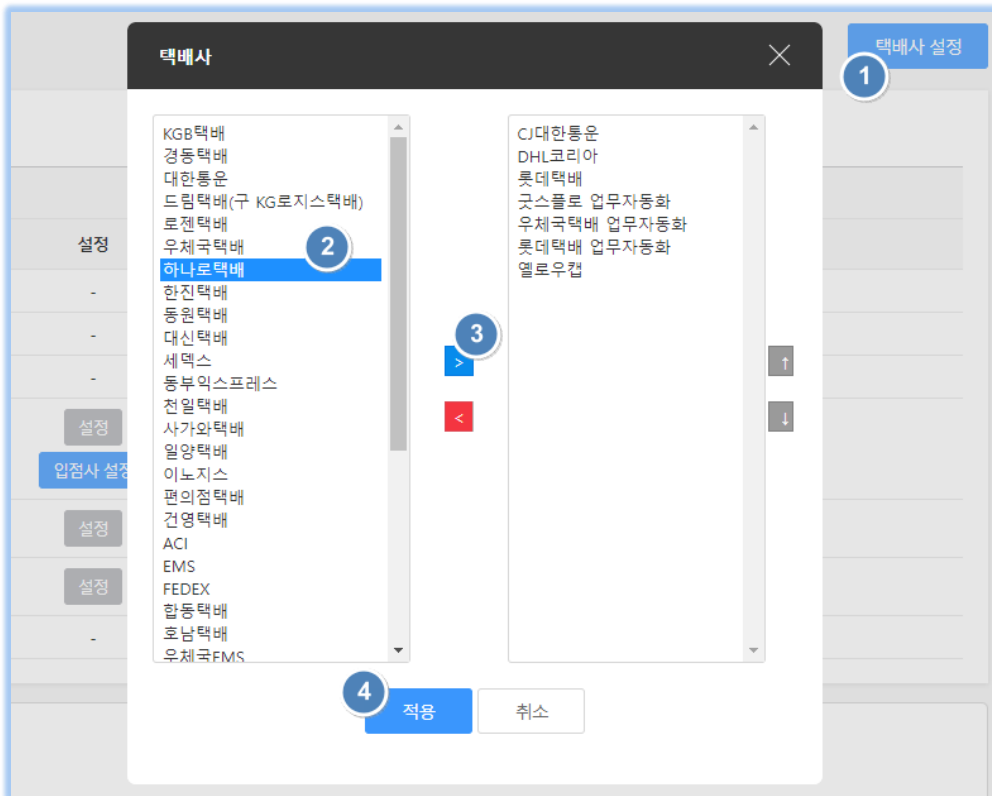 택배사
택배사 설정
1
KGB택배
경동택배
대한통운
드림택배(구 KG로지스택배)
로젠택배
우체국택배
2
하나로택배
한진택배
동원택배
대신택배
세덱스
동부익스프레스
천일택배
사가와택배
일양택배
이노지스
편의점택배
건영택배
ACI
EMS
FEDEX
합동택배
호남택배
우체국EMS
3
>
<
CJ대한통운
DHL코리아
롯데택배
굿스플로 업무자동화
우체국택배 업무자동화
롯데택배 업무자동화
옐로우캡
↑
↓
설정
-
-
-
설정
입점사 설정
설정
설정
-
4
적용
취소